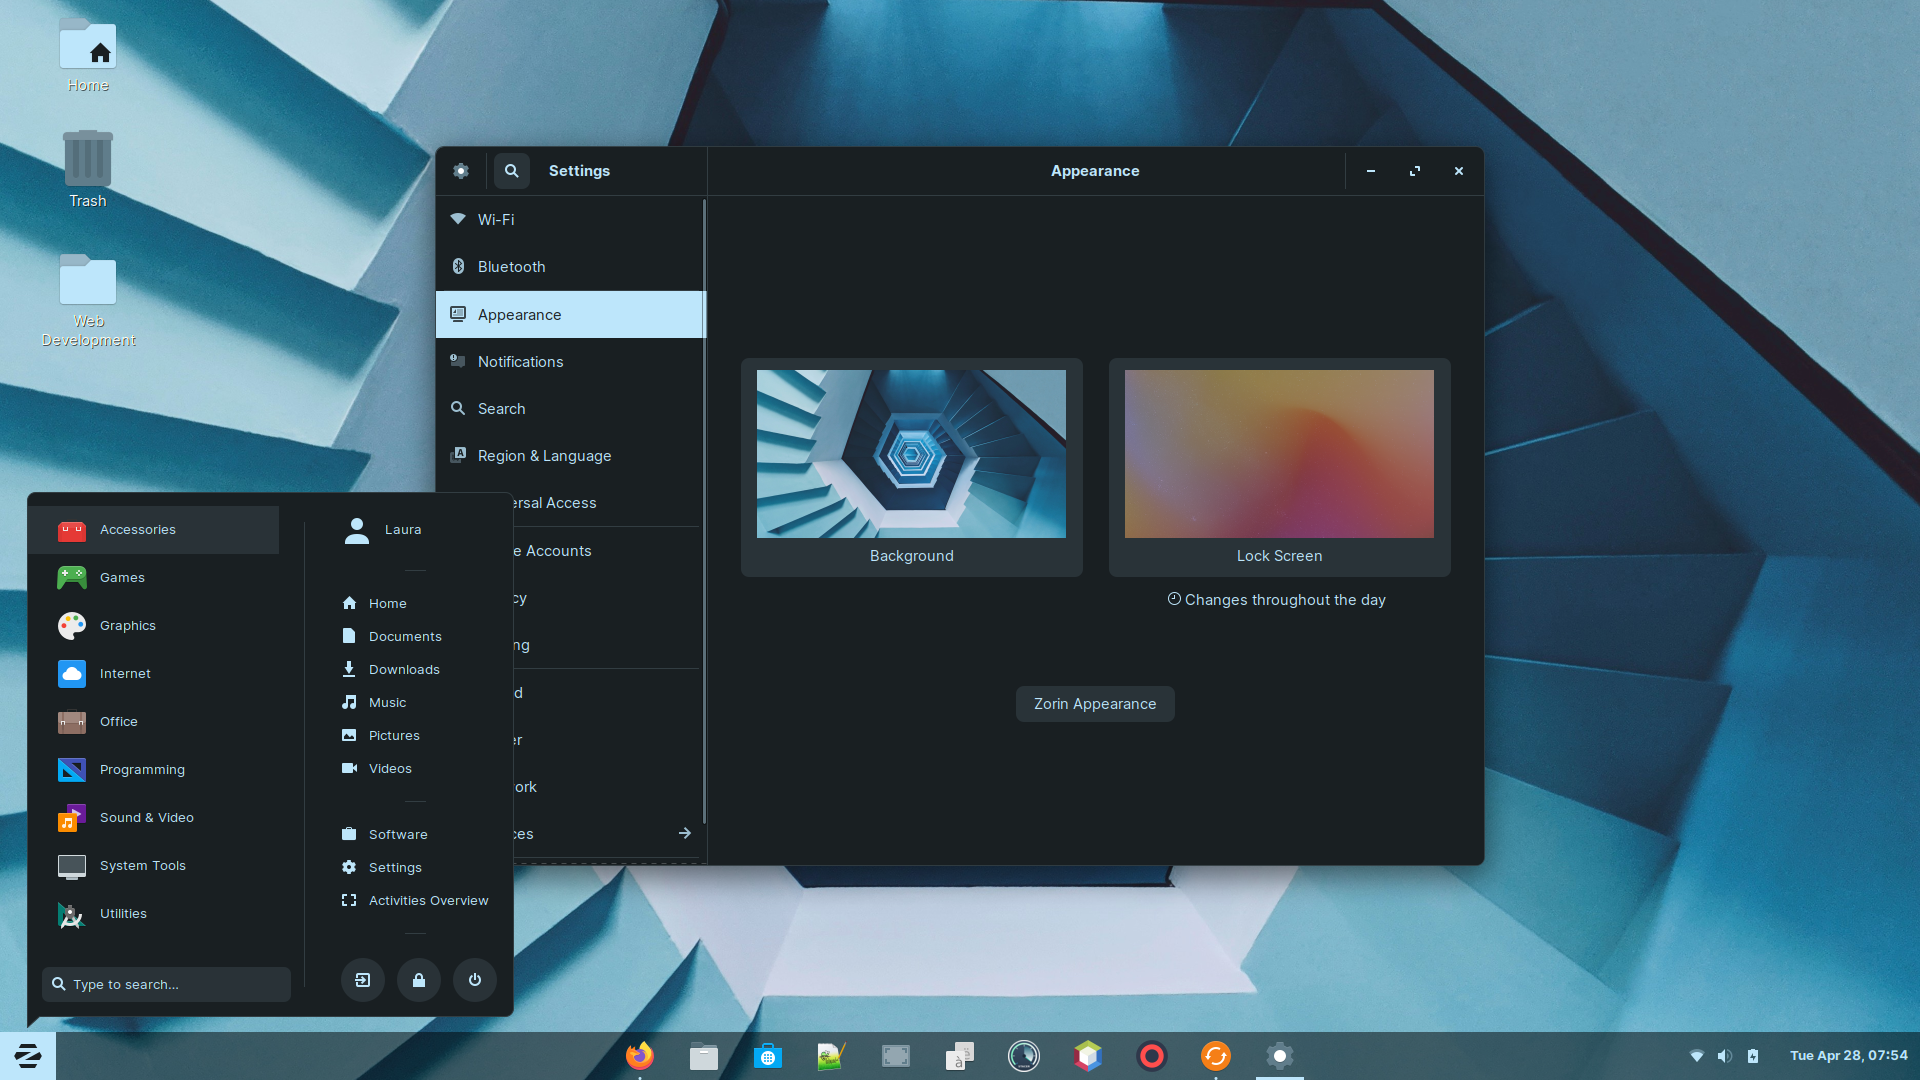 Home
Trash
Web
Development
Settings
Appearance
Wi-Fi
Bluetooth
Appearance
Notifications
Search
Region & Language
ersal Access
e Accounts
cy
ng
d
er
ork
ces
Background
Lock Screen
Changes throughout the day
Zorin Appearance
Accessories
Games
Graphics
Internet
Office
Programming
Sound & Video
System Tools
Utilities
Type to search...
Laura
Home
Documents
Downloads
Music
Pictures
Videos
Software
Settings
Activities Overview
Tue Apr 28, 07:54